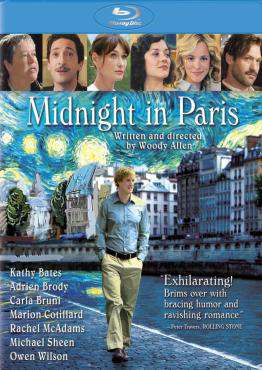 Blu-ray Disc
Midnight in Paris
Written and directed
by Woody Allen
Kathy Bates
Adrien Brody
Carla Bruni
Marion Cotillard
Rachel McAdams
Michael Sheen
Owen Wilson
Exhilarating!
Brims over with
bracing humor and
ravishing romance."
–Peter Travers, ROLLING STONE